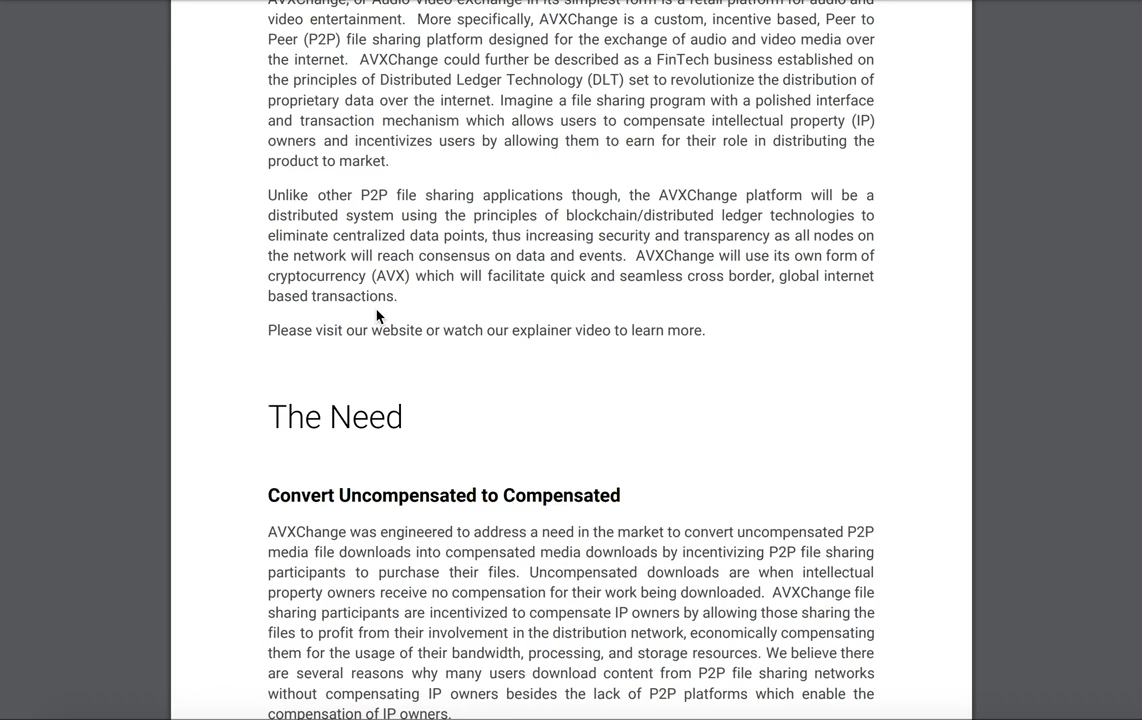 AVXChange, or Audio Video eXchange in its simplest form is a retail platform for audio and
video entertainment.  More specifically, AVXChange is a custom, incentive based, Peer to
Peer (P2P) file sharing platform designed for the exchange of audio and video media over
the internet.  AVXChange could further be described as a FinTech business established on
the principles of Distributed Ledger Technology (DLT) set to revolutionize the distribution of
proprietary data over the internet. Imagine a file sharing program with a polished interface
and transaction mechanism which allows users to compensate intellectual property (IP)
owners and incentivizes users by allowing them to earn for their role in distributing the
product to market.
Unlike other P2P file sharing applications though, the AVXChange platform will be a
distributed system using the principles of blockchain/distributed ledger technologies to
eliminate centralized data points, thus increasing security and transparency as all nodes on
the network will reach consensus on data and events.  AVXChange will use its own form of
cryptocurrency (AVX) which will facilitate quick and seamless cross border, global internet
based transactions.
Please visit our website or watch our explainer video to learn more.
The Need
Convert Uncompensated to Compensated
AVXChange was engineered to address a need in the market to convert uncompensated P2P
media file downloads into compensated media downloads by incentivizing P2P file sharing
participants to purchase their files. Uncompensated downloads are when intellectual
property owners receive no compensation for their work being downloaded.  AVXChange file
sharing participants are incentivized to compensate IP owners by allowing those sharing the
files to profit from their involvement in the distribution network, economically compensating
them for the usage of their bandwidth, processing, and storage resources. We believe there
are several reasons why many users download content from P2P file sharing networks
without compensating IP owners besides the lack of P2P platforms which enable the
compensation of IP owners.